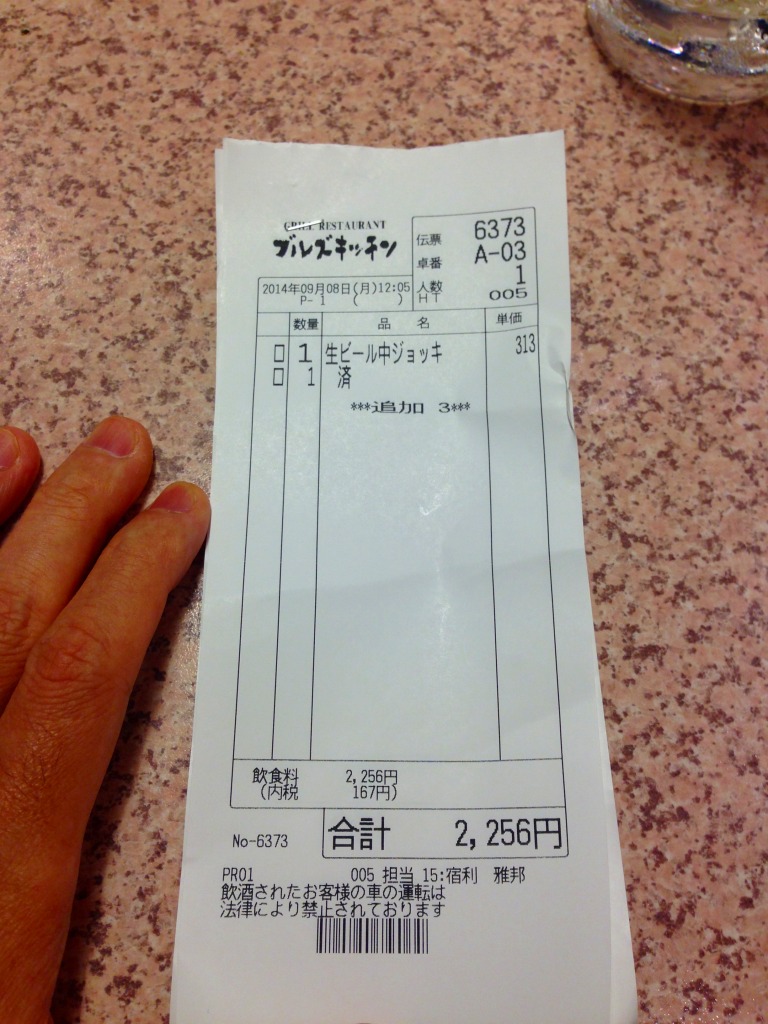 GRILL RESTAURANT
ブルズキッチン
伝票 6373
卓番 A-03
人数 1
HT 005
2014年09月08日(月)12:05
P- 1 ( )
数量 品 名 単価
□ 1 生ビール中ジョッキ 313
□ 1 済
***追加 3***
飲食料 2,256円
(内税 167円)
No-6373 合計 2,256円
PR01 005 担当 15:宿利 雅邦
飲酒されたお客様の車の運転は
法律により禁止されております